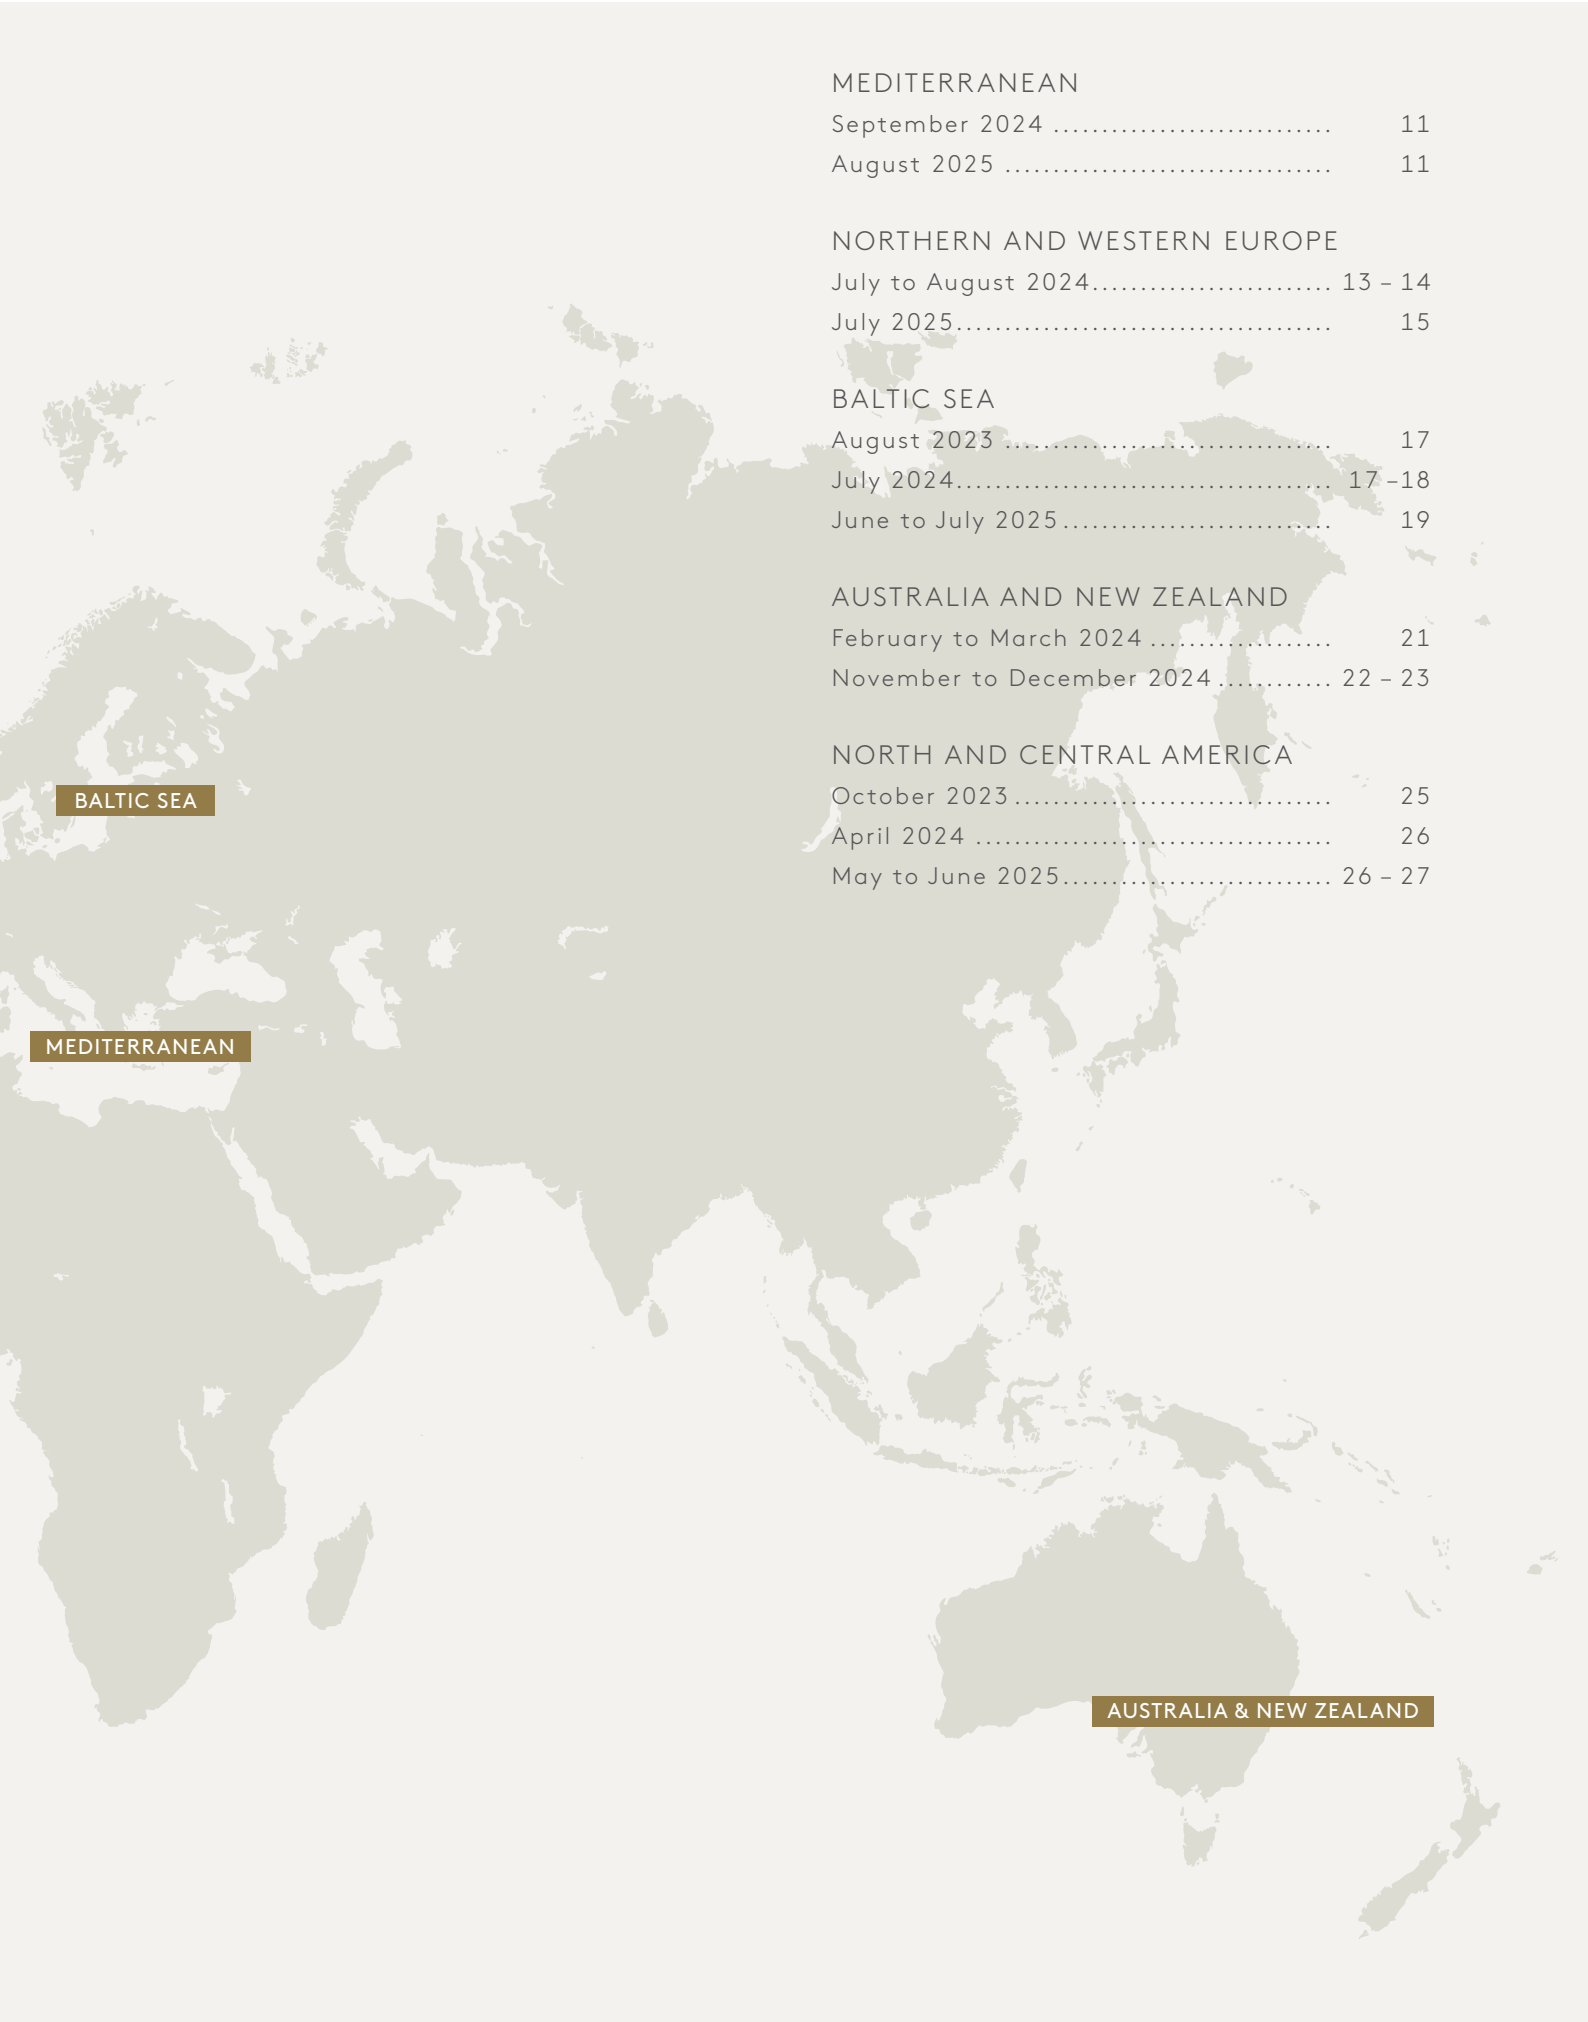 MEDITERRANEAN
September 2024 ............................. 11
August 2025 .................................. 11
NORTHERN AND WESTERN EUROPE
July to August 2024......................... 13 – 14
July 2025....................................... 15
BALTIC SEA
August 2023 .................................. 17
July 2024....................................... 17 –18
June to July 2025 ............................ 19
AUSTRALIA AND NEW ZEALAND
February to March 2024 ................... 21
November to December 2024 ............ 22 – 23
NORTH AND CENTRAL AMERICA
October 2023 ................................. 25
April 2024 ..................................... 26
May to June 2025............................ 26 – 27
BALTIC SEA
MEDITERRANEAN
AUSTRALIA & NEW ZEALAND